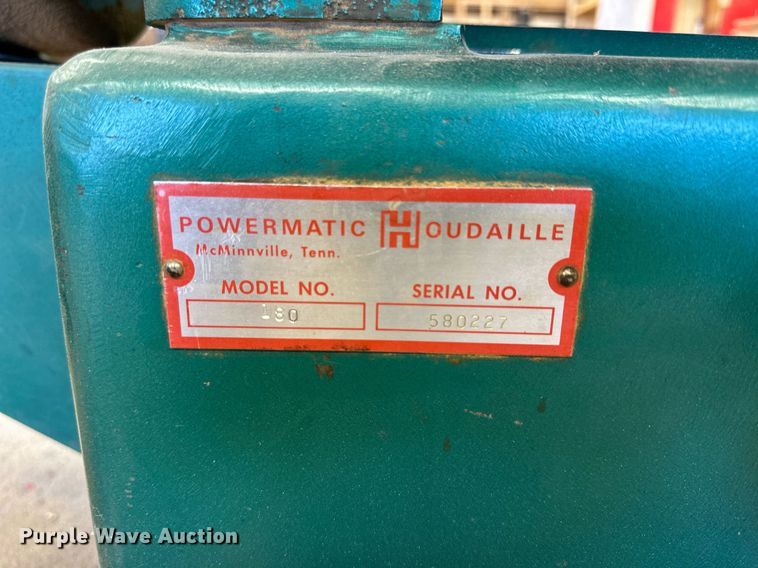 POWERMATIC HOUDAILLE
McMinnville, Tenn.
MODEL NO. SERIAL NO.
180 580227
Purple Wave Auction®